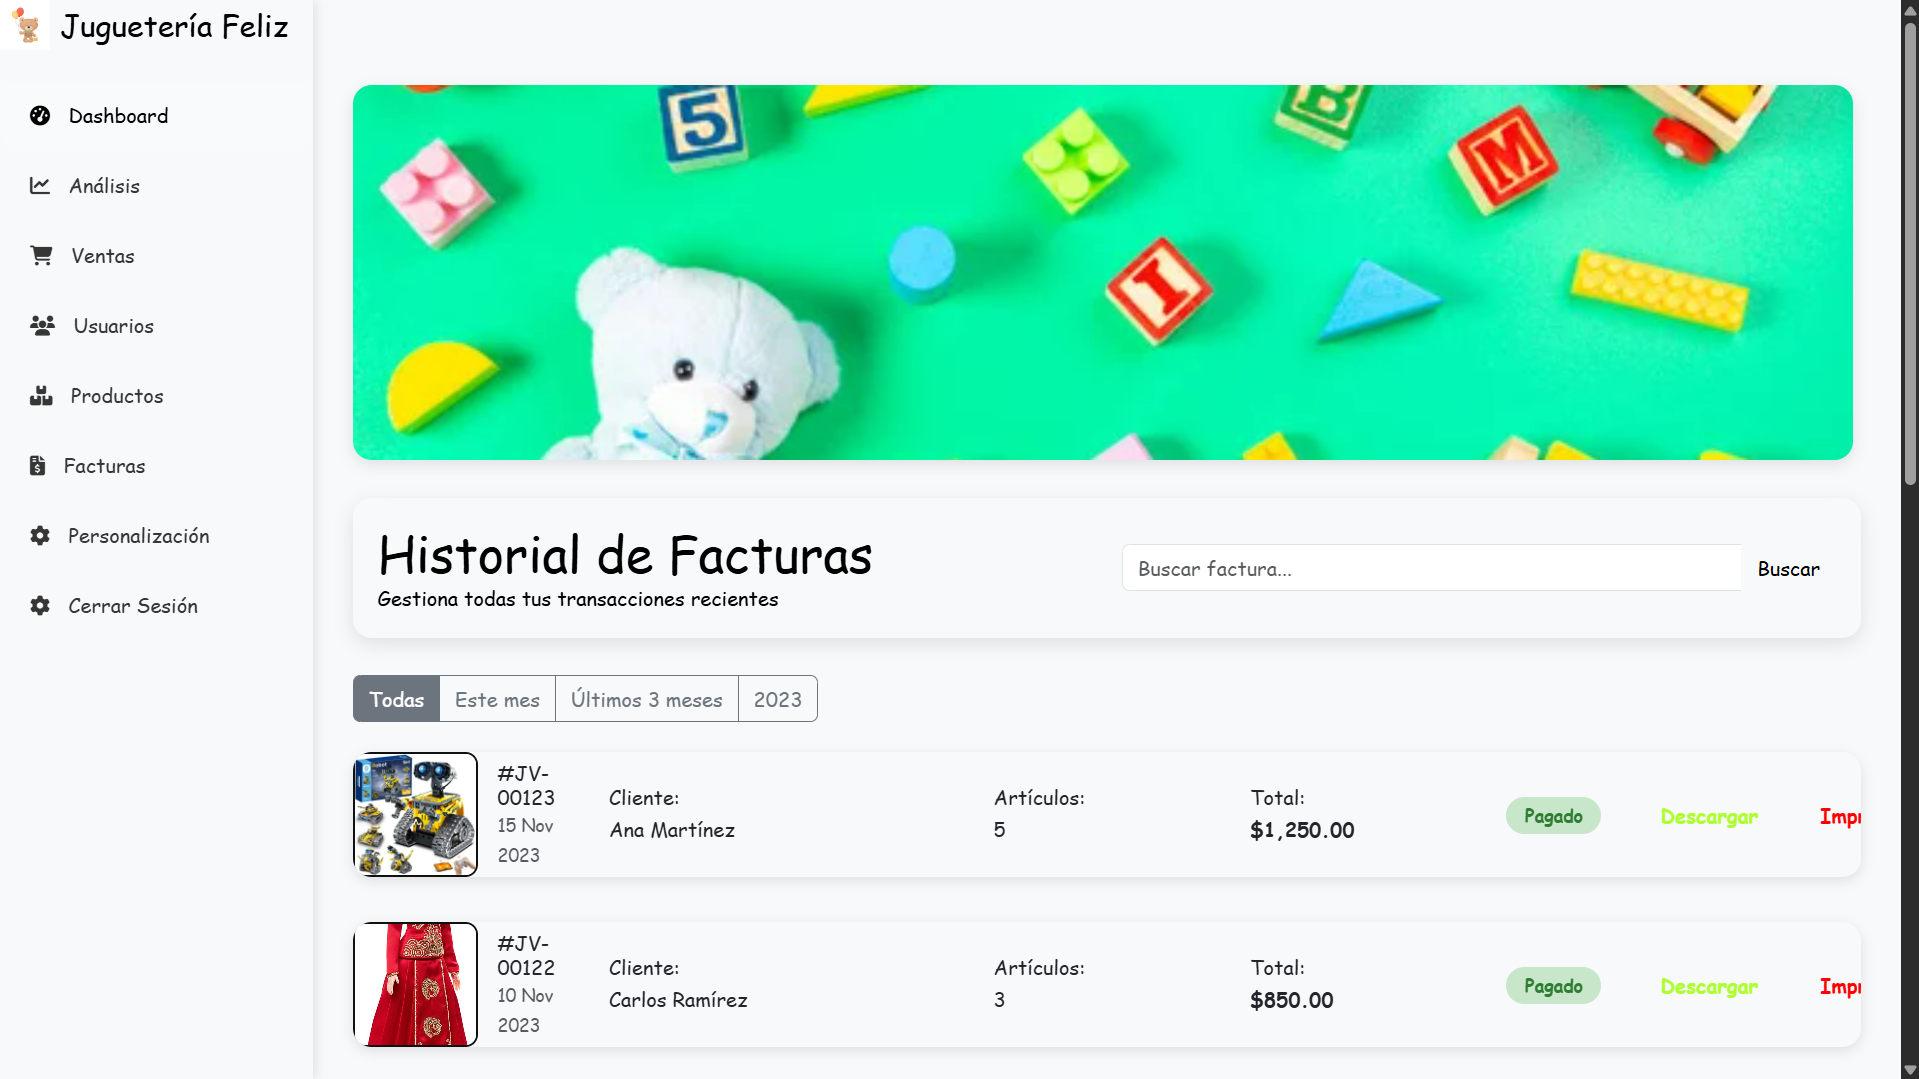 Juguetería Feliz
Dashboard
Análisis
Ventas
Usuarios
Productos
Facturas
Personalización
Cerrar Sesión
5
B
M
I
Historial de Facturas
Gestiona todas tus transacciones recientes
Buscar factura...
Buscar
Todas
Este mes
Últimos 3 meses
2023
#JV-
00123
15 Nov
2023
Cliente:
Ana Martínez
Artículos:
5
Total:
$1,250.00
Pagado
Descargar
Impr
#JV-
00122
10 Nov
2023
Cliente:
Carlos Ramírez
Artículos:
3
Total:
$850.00
Pagado
Descargar
Impr